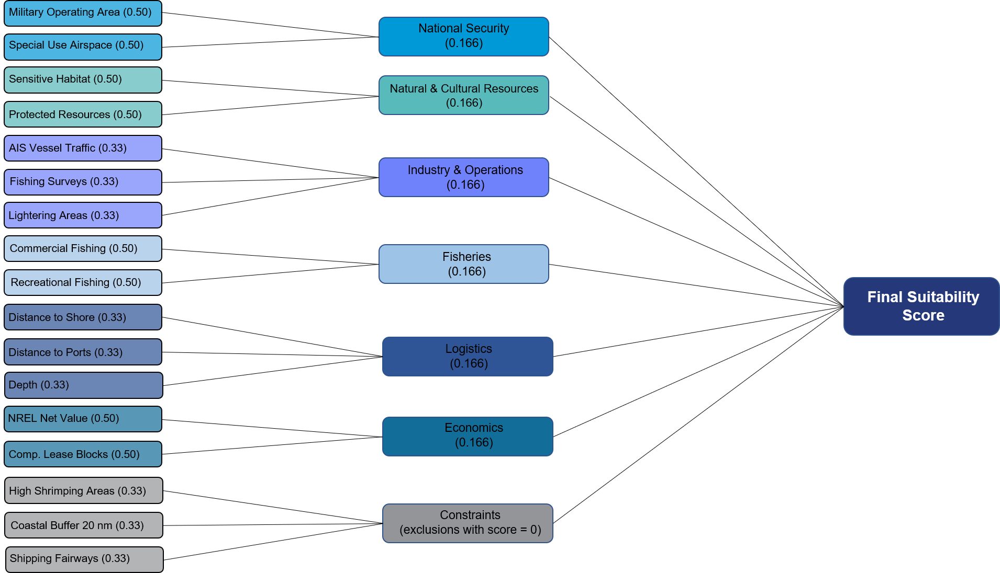 Military Operating Area (0.50)
Special Use Airspace (0.50)
Sensitive Habitat (0.50)
Protected Resources (0.50)
AIS Vessel Traffic (0.33)
Fishing Surveys (0.33)
Lightering Areas (0.33)
Commercial Fishing (0.50)
Recreational Fishing (0.50)
Distance to Shore (0.33)
Distance to Ports (0.33)
Depth (0.33)
NREL Net Value (0.50)
Comp. Lease Blocks (0.50)
High Shrimping Areas (0.33)
Coastal Buffer 20 nm (0.33)
Shipping Fairways (0.33)
National Security
(0.166)
Natural & Cultural Resources
(0.166)
Industry & Operations
(0.166)
Fisheries
(0.166)
Logistics
(0.166)
Economics
(0.166)
Constraints
(exclusions with score = 0)
Final Suitability
Score